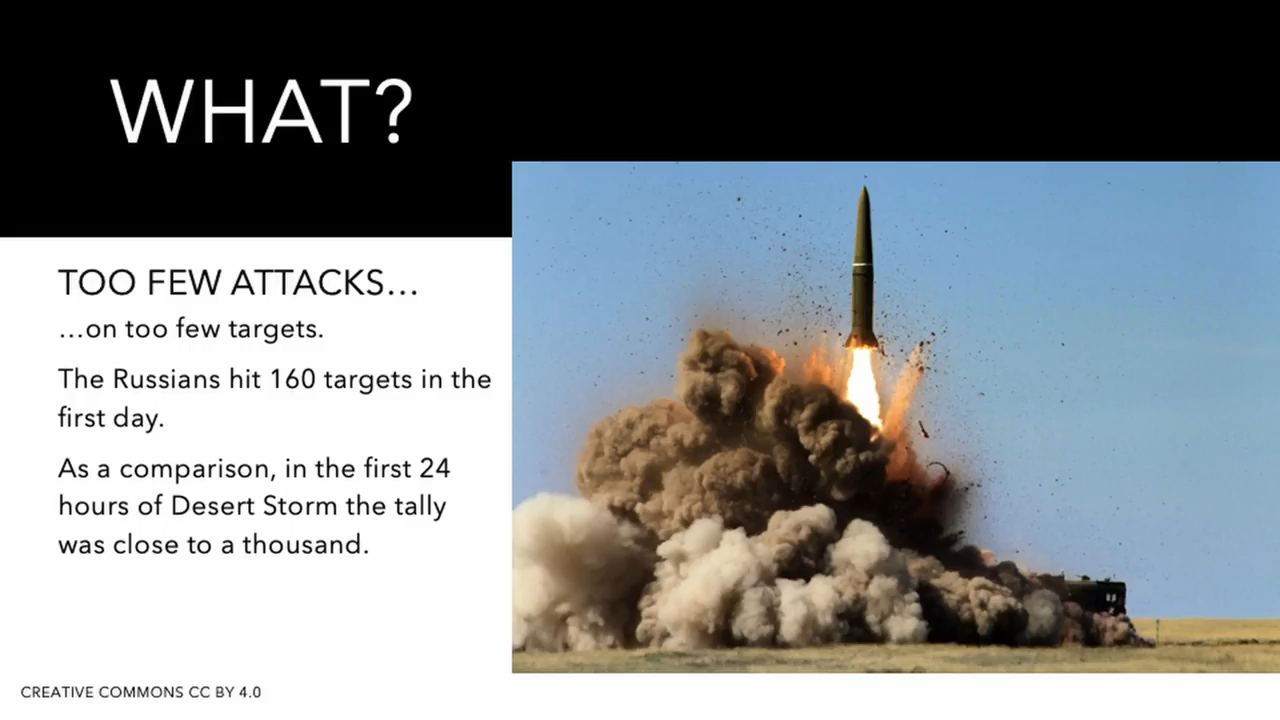 WHAT?
TOO FEW ATTACKS...
...on too few targets.
The Russians hit 160 targets in the
first day.
As a comparison, in the first 24
hours of Desert Storm the tally
was close to a thousand.
CREATIVE COMMONS CC BY 4.0